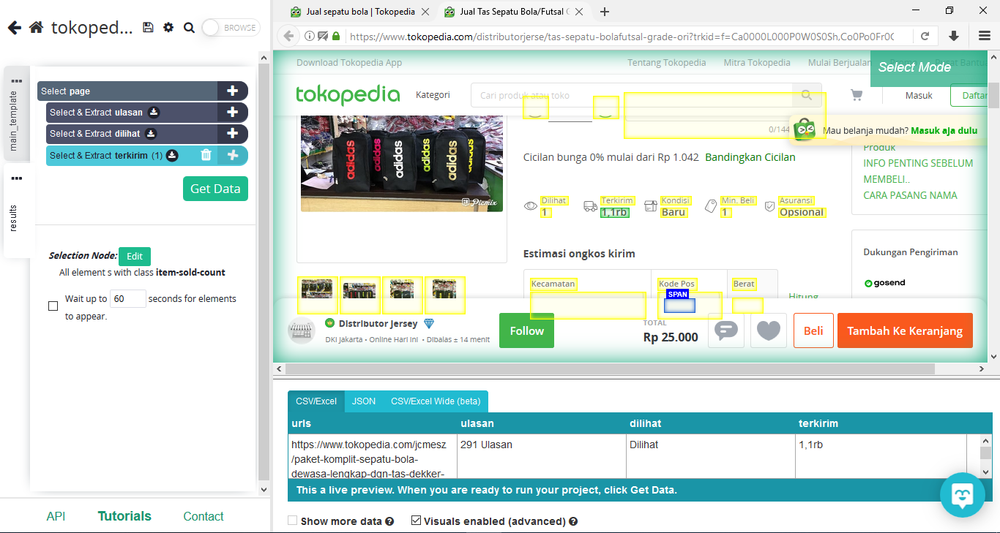 tokoped...
BROWSE
Jual sepatu bola | Tokopedia
Jual Tas Sepatu Bola/Futsal
https://www.tokopedia.com/distributorjerse/tas-sepatu-bolafutsal-grade-ori?trkid=f=Ca0000L000P0W0S0Sh,Co0Po0Fr0
main_template
results
Select page
Select & Extract ulasan
Select & Extract dilihat
Select & Extract terkirim (1)
Get Data
Selection Node: Edit
All element s with class item-sold-count
Wait up to 60 seconds for elements
to appear.
API
Tutorials
Contact
Download Tokopedia App
Tentang Tokopedia
Mitra Tokopedia
Mulai Berjualan
Select Mode
tokopedia
Kategori
Cari produk atau toko
Masuk
Daftar
0/144
Mau belanja mudah? Masuk aja dulu
adidas
adidas
adidas
adidas
adidas
PicMix
Cicilan bunga 0% mulai dari Rp 1.042 Bandingkan Cicilan
Produk
INFO PENTING SEBELUM
MEMBELI..
CARA PASANG NAMA
Dilihat
1
Terkirim
1,1rb
Kondisi
Baru
Min. Beli
1
Asuransi
Opsional
Estimasi ongkos kirim
Dukungan Pengiriman
gosend
Kecamatan
Kode Pos
Berat
SPAN
Hitung
Distributor Jersey
DKI Jakarta • Online Hari Ini • Dibalas ± 14 menit
Follow
TOTAL
Rp 25.000
Beli
Tambah Ke Keranjang
CSV/Excel
JSON
CSV/Excel Wide (beta)
urls
ulasan
dilihat
terkirim
https://www.tokopedia.com/jcmesz
/paket-komplit-sepatu-bola-
dewasa-lengkap-dgn-tas-dekker-
291 Ulasan
Dilihat
1,1rb
This a live preview. When you are ready to run your project, click Get Data.
Show more data
Visuals enabled (advanced)